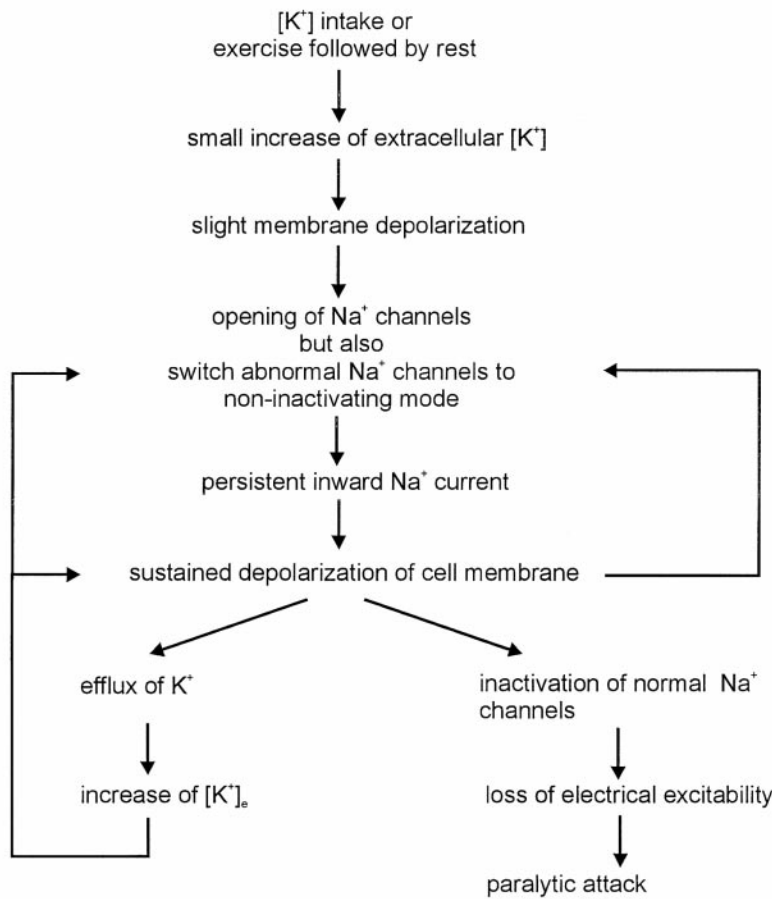 [K⁺] intake or
exercise followed by rest
small increase of extracellular [K⁺]
slight membrane depolarization
opening of Na⁺ channels
but also
switch abnormal Na⁺ channels to
non-inactivating mode
persistent inward Na⁺ current
sustained depolarization of cell membrane
efflux of K⁺
increase of [K⁺]ₑ
inactivation of normal Na⁺
channels
loss of electrical excitability
paralytic attack